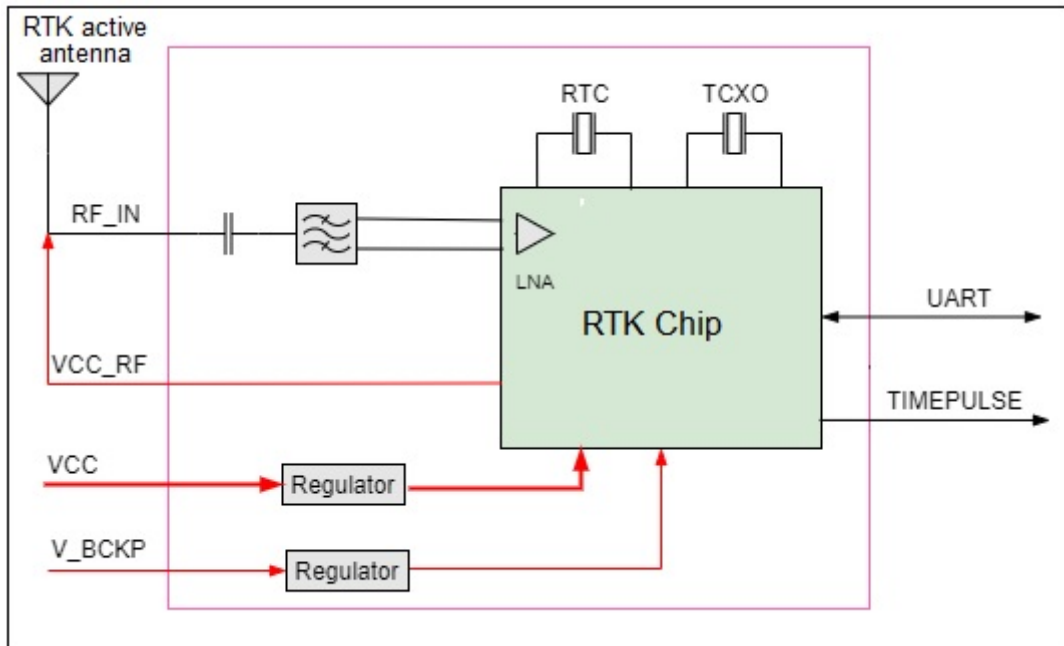 RTK active
antenna
RTC
TCXO
RF_IN
LNA
RTK Chip
UART
VCC_RF
TIMEPULSE
VCC
Regulator
V_BCKP
Regulator